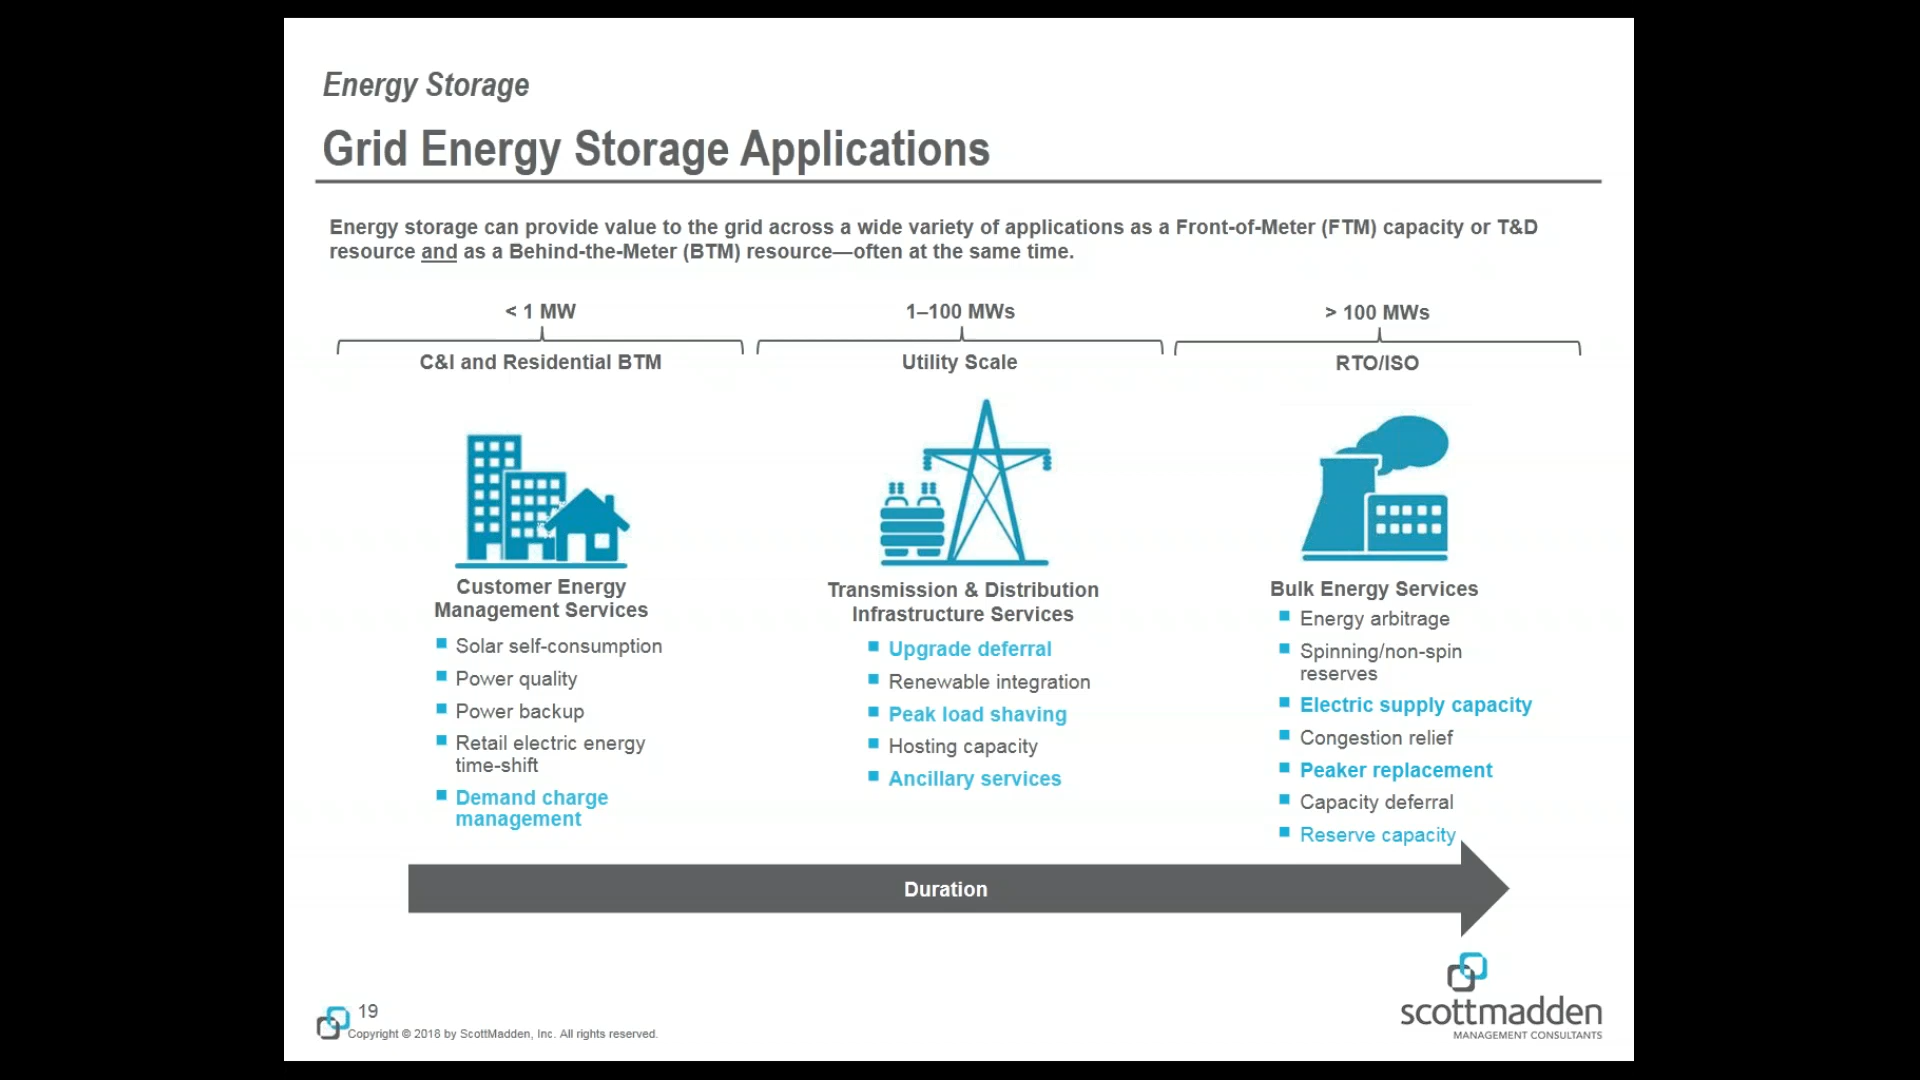 Energy Storage
Grid Energy Storage Applications
Energy storage can provide value to the grid across a wide variety of applications as a Front-of-Meter (FTM) capacity or T&D
resource and as a Behind-the-Meter (BTM) resource—often at the same time.
< 1 MW
C&I and Residential BTM
Customer Energy
Management Services
Solar self-consumption
Power quality
Power backup
Retail electric energy
time-shift
Demand charge
management
1–100 MWs
Utility Scale
Transmission & Distribution
Infrastructure Services
Upgrade deferral
Renewable integration
Peak load shaving
Hosting capacity
Ancillary services
> 100 MWs
RTO/ISO
Bulk Energy Services
Energy arbitrage
Spinning/non-spin
reserves
Electric supply capacity
Congestion relief
Peaker replacement
Capacity deferral
Reserve capacity
Duration
19
Copyright © 2018 by ScottMadden, Inc. All rights reserved.
scottmadden
MANAGEMENT CONSULTANTS